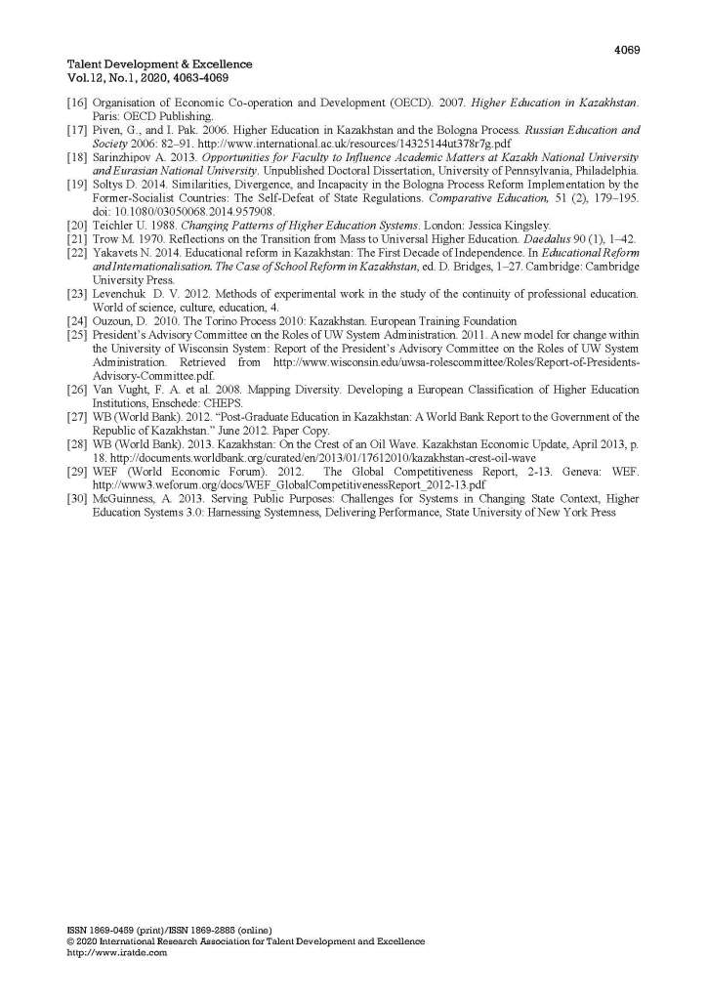 4069
Talent Development & Excellence
Vol.12, No.1, 2020, 4063-4069
[16] Organisation of Economic Co-operation and Development (OECD). 2007. Higher Education in Kazakhstan.
Paris: OECD Publishing.
[17] Piven, G., and I. Pak. 2006. Higher Education in Kazakhstan and the Bologna Process. Russian Education and
Society 2006: 82–91. http://www.international.ac.uk/resources/14325144ut378r7g.pdf
[18] Sarinzhipov A. 2013. Opportunities for Faculty to Influence Academic Matters at Kazakh National University
and Eurasian National University. Unpublished Doctoral Dissertation, University of Pennsylvania, Philadelphia.
[19] Soltys D. 2014. Similarities, Divergence, and Incapacity in the Bologna Process Reform Implementation by the
Former-Socialist Countries: The Self-Defeat of State Regulations. Comparative Education, 51 (2), 179–195.
doi: 10.1080/03050068.2014.957908.
[20] Teichler U. 1988. Changing Patterns of Higher Education Systems. London: Jessica Kingsley.
[21] Trow M. 1970. Reflections on the Transition from Mass to Universal Higher Education. Daedalus 90 (1), 1–42.
[22] Yakavets N. 2014. Educational reform in Kazakhstan: The First Decade of Independence. In Educational Reform
and Internationalisation. The Case of School Reform in Kazakhstan, ed. D. Bridges, 1–27. Cambridge: Cambridge
University Press.
[23] Levenchuk D. V. 2012. Methods of experimental work in the study of the continuity of professional education.
World of science, culture, education, 4.
[24] Ouzoun, D. 2010. The Torino Process 2010: Kazakhstan. European Training Foundation
[25] President's Advisory Committee on the Roles of UW System Administration. 2011. A new model for change within
the University of Wisconsin System: Report of the President's Advisory Committee on the Roles of UW System
Administration. Retrieved from http://www.wisconsin.edu/uwsa-rolescommittee/Roles/Report-of-Presidents-
Advisory-Committee.pdf.
[26] Van Vught, F. A. et al. 2008. Mapping Diversity. Developing a European Classification of Higher Education
Institutions, Enschede: CHEPS.
[27] WB (World Bank). 2012. “Post-Graduate Education in Kazakhstan: A World Bank Report to the Government of the
Republic of Kazakhstan.” June 2012. Paper Copy.
[28] WB (World Bank). 2013. Kazakhstan: On the Crest of an Oil Wave. Kazakhstan Economic Update, April 2013, p.
18. http://documents.worldbank.org/curated/en/2013/01/17612010/kazakhstan-crest-oil-wave
[29] WEF (World Economic Forum). 2012. The Global Competitiveness Report, 2-13. Geneva: WEF.
http://www3.weforum.org/docs/WEF_GlobalCompetitivenessReport_2012-13.pdf
[30] McGuinness, A. 2013. Serving Public Purposes: Challenges for Systems in Changing State Context, Higher
Education Systems 3.0: Harnessing Systemness, Delivering Performance, State University of New York Press
ISSN 1869-0459 (print)/ISSN 1869-2885 (online)
© 2020 International Research Association for Talent Development and Excellence
http://www.iratde.com